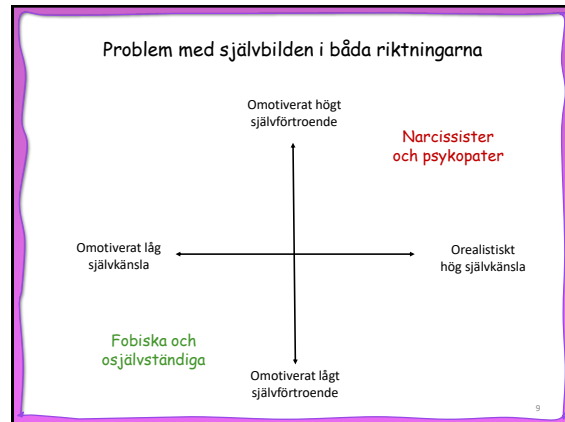 Problem med självbilden i båda riktningarna
Omotiverat högt
självförtroende
Narcissister
och psykopater
Omotiverat låg
självkänsla
Orealistiskt
hög självkänsla
Fobiska och
osjälvständiga
Omotiverat lågt
självförtroende
9